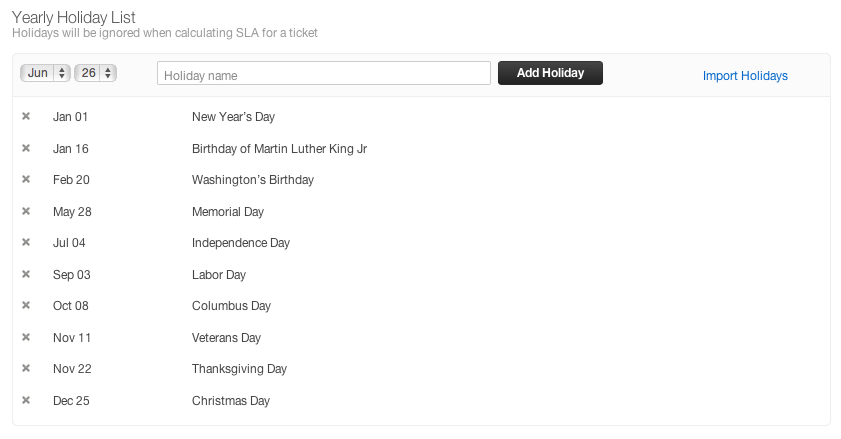 Yearly Holiday List
Holidays will be ignored when calculating SLA for a ticket
Jun 26 Holiday name Add Holiday Import Holidays
Jan 01 New Year's Day
Jan 16 Birthday of Martin Luther King Jr
Feb 20 Washington's Birthday
May 28 Memorial Day
Jul 04 Independence Day
Sep 03 Labor Day
Oct 08 Columbus Day
Nov 11 Veterans Day
Nov 22 Thanksgiving Day
Dec 25 Christmas Day